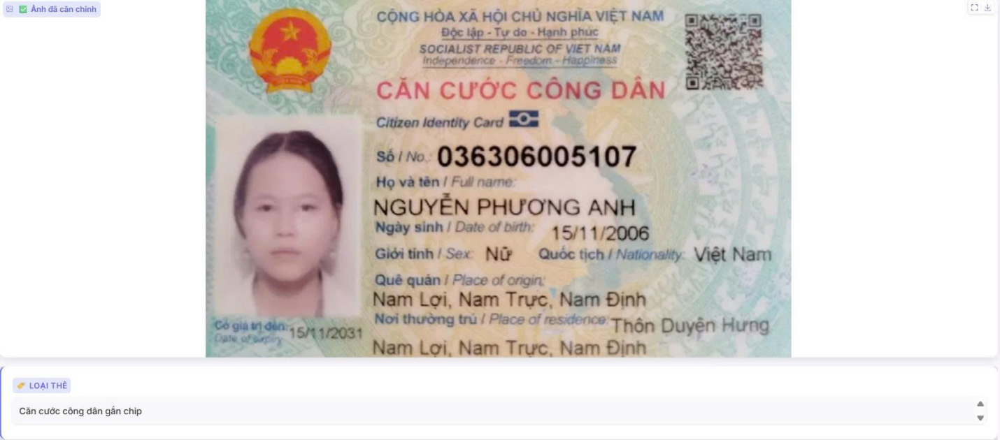 Ảnh đã căn chỉnh
CỘNG HÒA XÃ HỘI CHỦ NGHĨA VIỆT NAM
Độc lập - Tự do - Hạnh phúc
SOCIALIST REPUBLIC OF VIET NAM
Independence - Freedom - Happiness
CĂN CƯỚC CÔNG DÂN
Citizen Identity Card
Số / No.: 036306005107
Họ và tên / Full name:
NGUYỄN PHƯƠNG ANH
Ngày sinh / Date of birth: 15/11/2006
Giới tính / Sex: Nữ Quốc tịch / Nationality: Việt Nam
Quê quán / Place of origin:
Nam Lợi, Nam Trực, Nam Định
Nơi thường trú / Place of residence: Thôn Duyên Hưng
Nam Lợi, Nam Trực, Nam Định
Có giá trị đến: 15/11/2031
Date of expiry
LOẠI THẺ
Căn cước công dân gắn chip